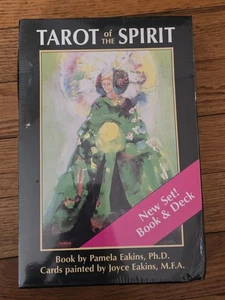 TAROT of THE SPIRIT
New Set!
Book & Deck
Book by Pamela Eakins, Ph.D.
Cards painted by Joyce Eakins, M.F.A.